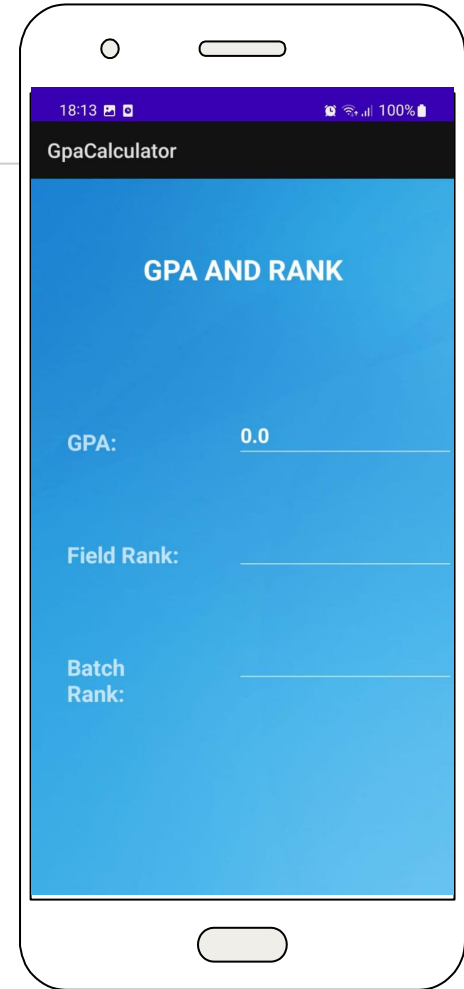 18:13 100%
GpaCalculator
GPA AND RANK
GPA: 0.0
Field Rank:
Batch
Rank: